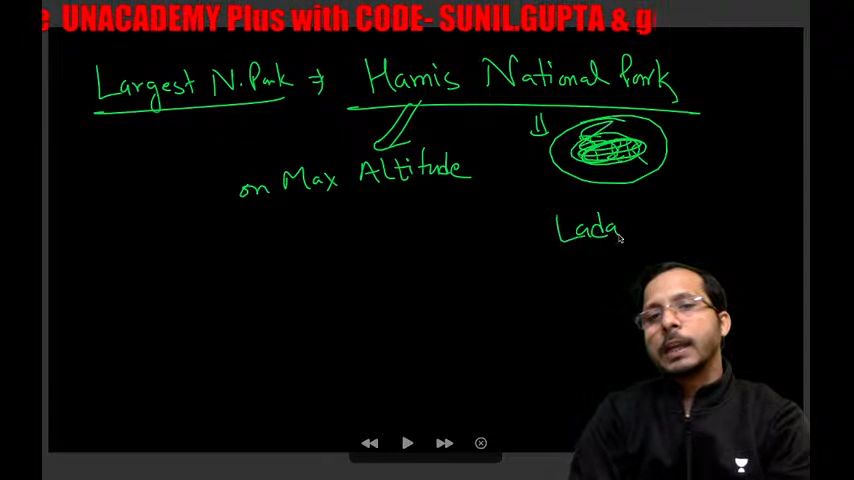 UNACADEMY Plus with CODE- SUNIL.GUPTA & g
Largest N.Park ⇒ Hamis National Park
on Max Altitude
Lada